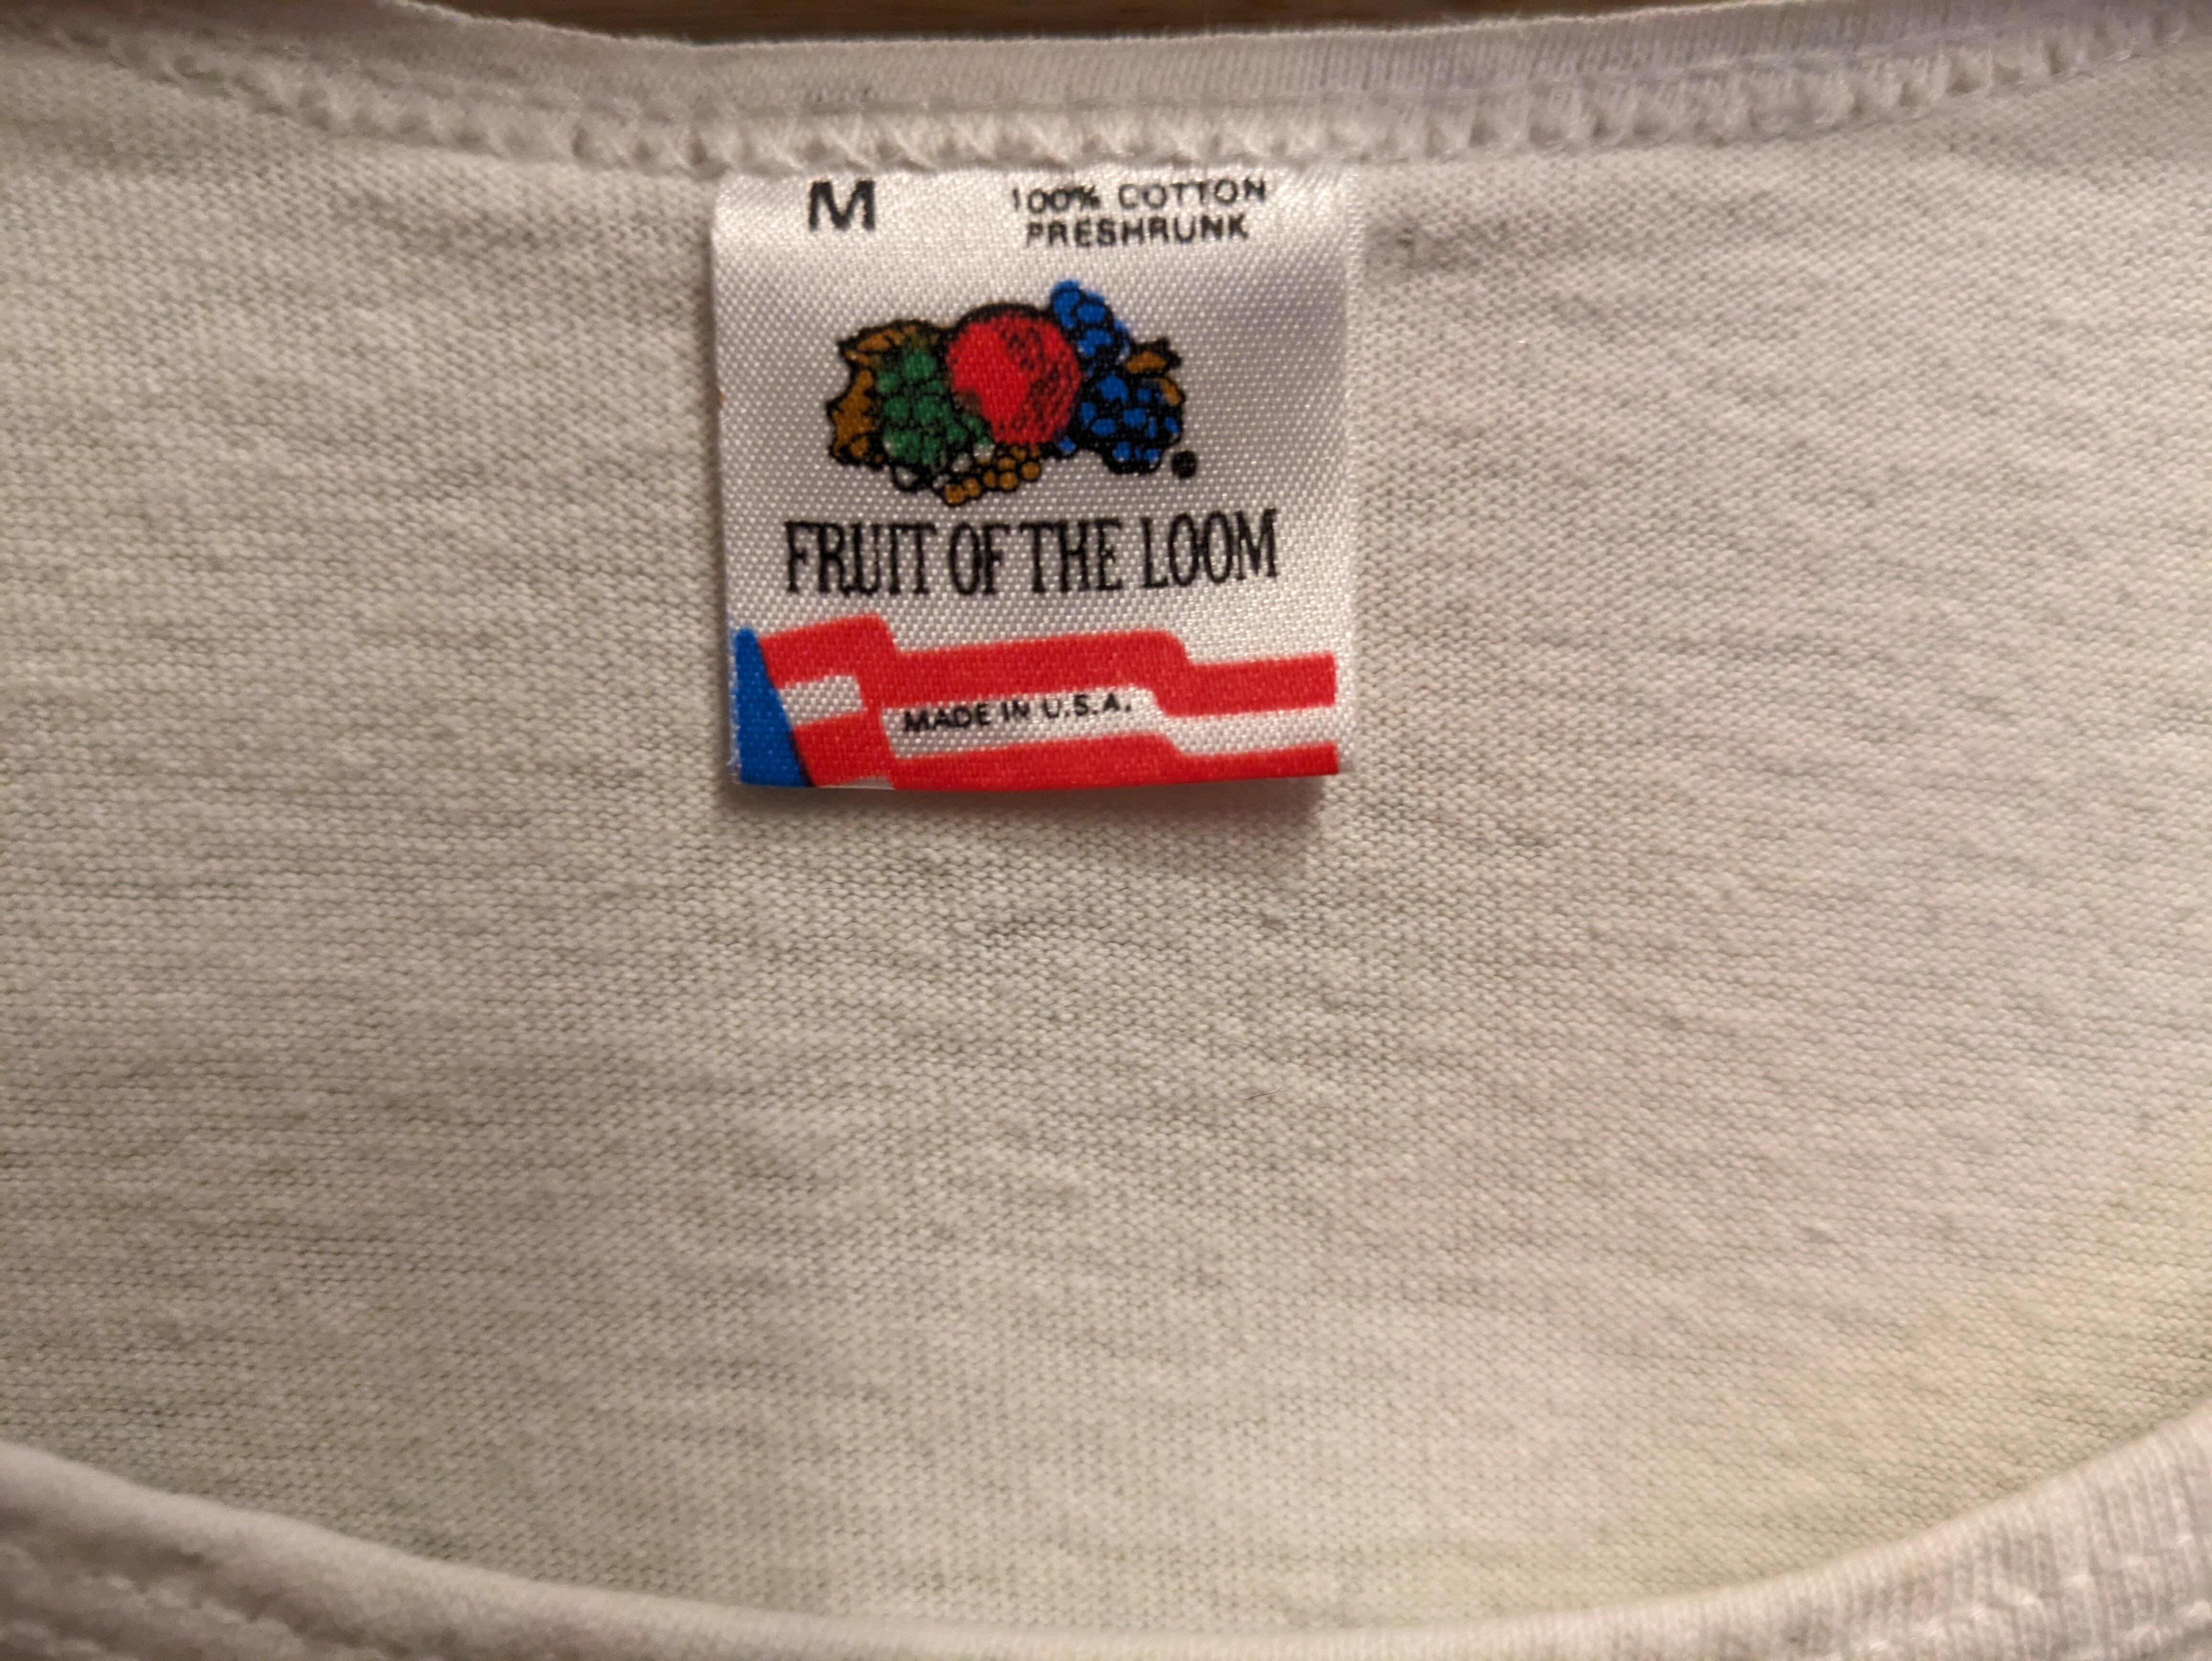 M 100% COTTON
PRESHRUNK
FRUIT OF THE LOOM
MADE IN U.S.A.